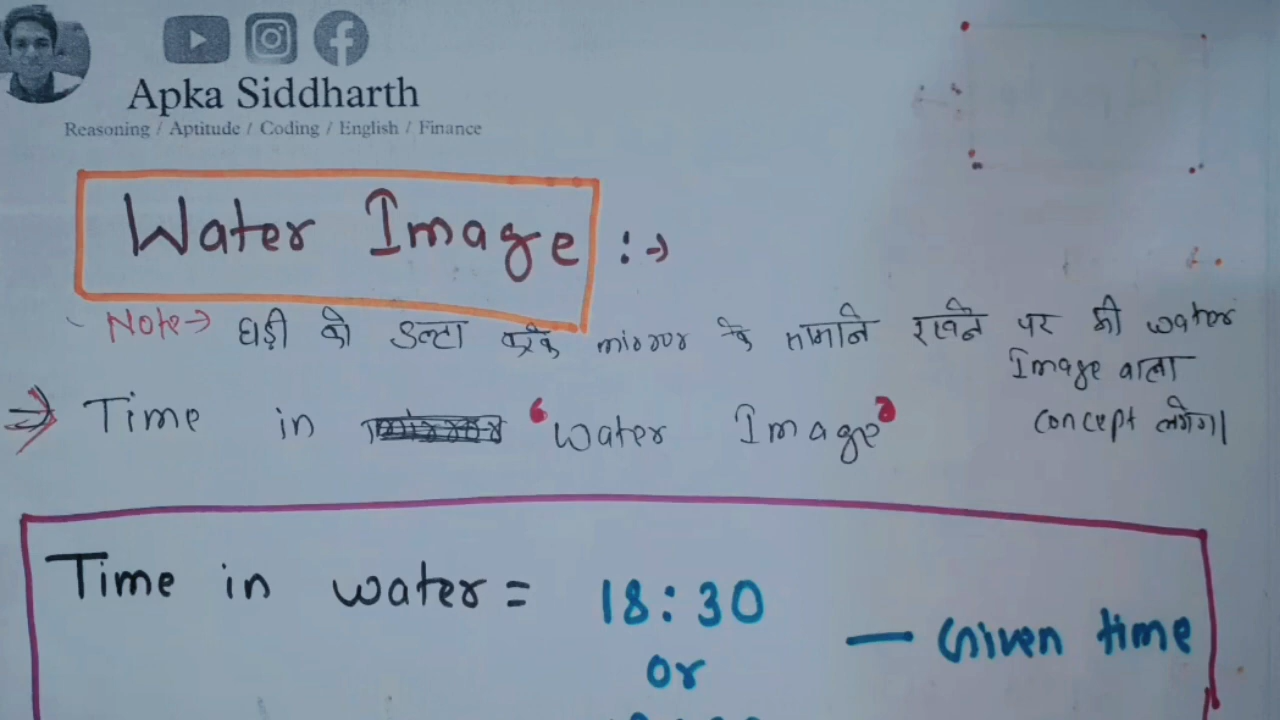 Apka Siddharth
Reasoning / Aptitude / Coding / English / Finance
Water Image :→
Note→ घड़ी को उल्टा करके mirror के सामने रखने पर भी water
Image वाला
concept लगेगा।
⇒ Time in "Water Image"
Time in water = 18:30 — Given time
or